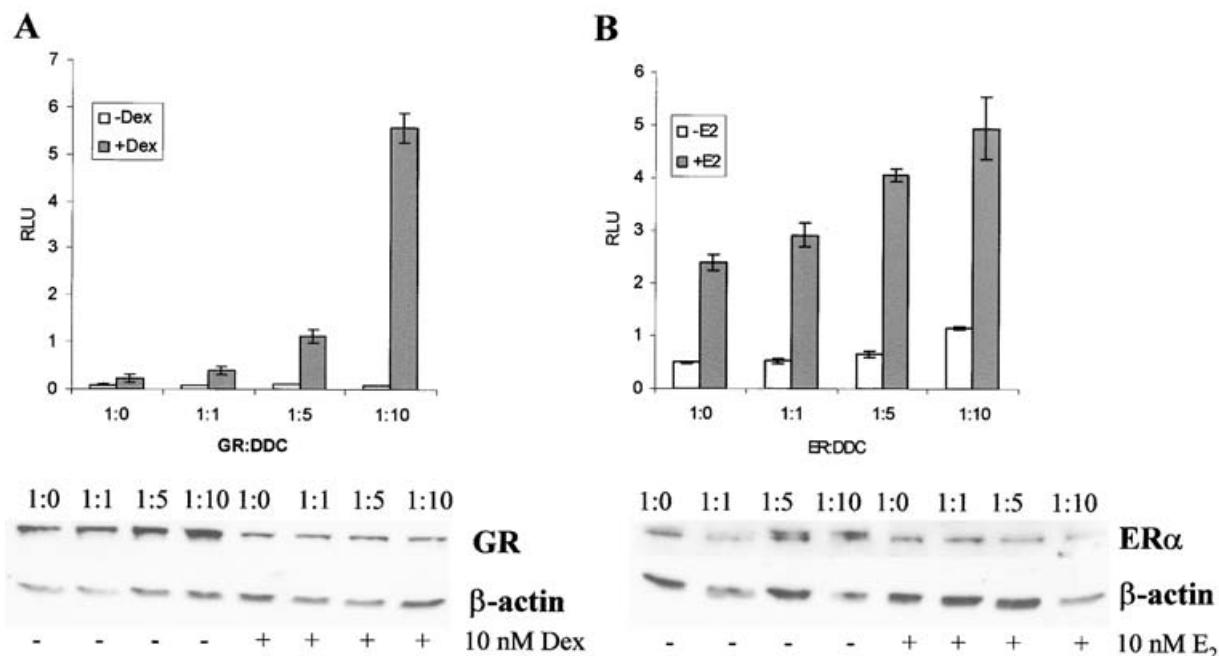 A
7
6
5
4
3
2
1
0
RLU
-Dex
+Dex
1:0 1:1 1:5 1:10
GR:DDC
1:0 1:1 1:5 1:10 1:0 1:1 1:5 1:10
GR
β-actin
- - - - + + + + 10 nM Dex
B
6
5
4
3
2
1
0
RLU
-E2
+E2
1:0 1:1 1:5 1:10
ER:DDC
1:0 1:1 1:5 1:10 1:0 1:1 1:5 1:10
ERα
β-actin
- - - - + + + + 10 nM E₂